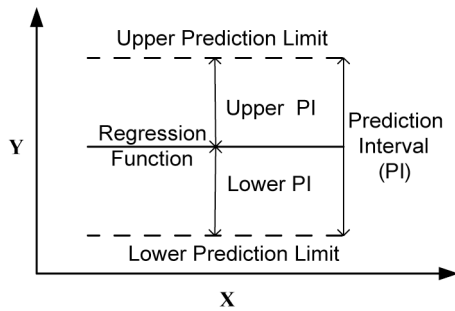 Upper Prediction Limit
Upper PI
Prediction
Interval
(PI)
Y
Regression
Function
Lower PI
Lower Prediction Limit
X